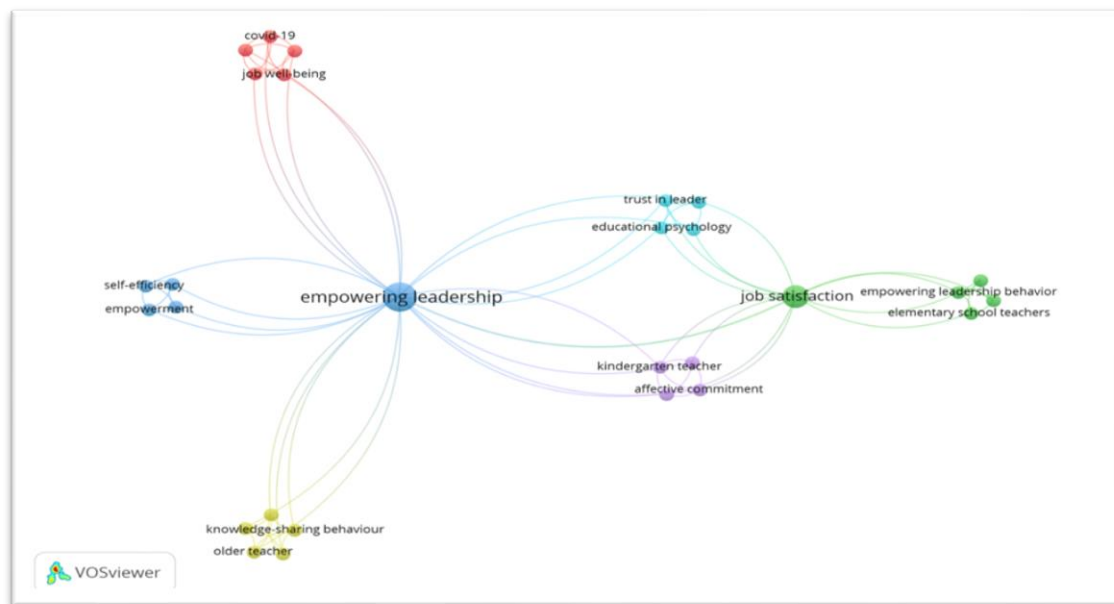 covid-19
job well-being
trust in leader
educational psychology
self-efficiency
empowerment
empowering leadership
job satisfaction
empowering leadership behavior
elementary school teachers
kindergarten teacher
affective commitment
knowledge-sharing behaviour
older teacher
VOSviewer